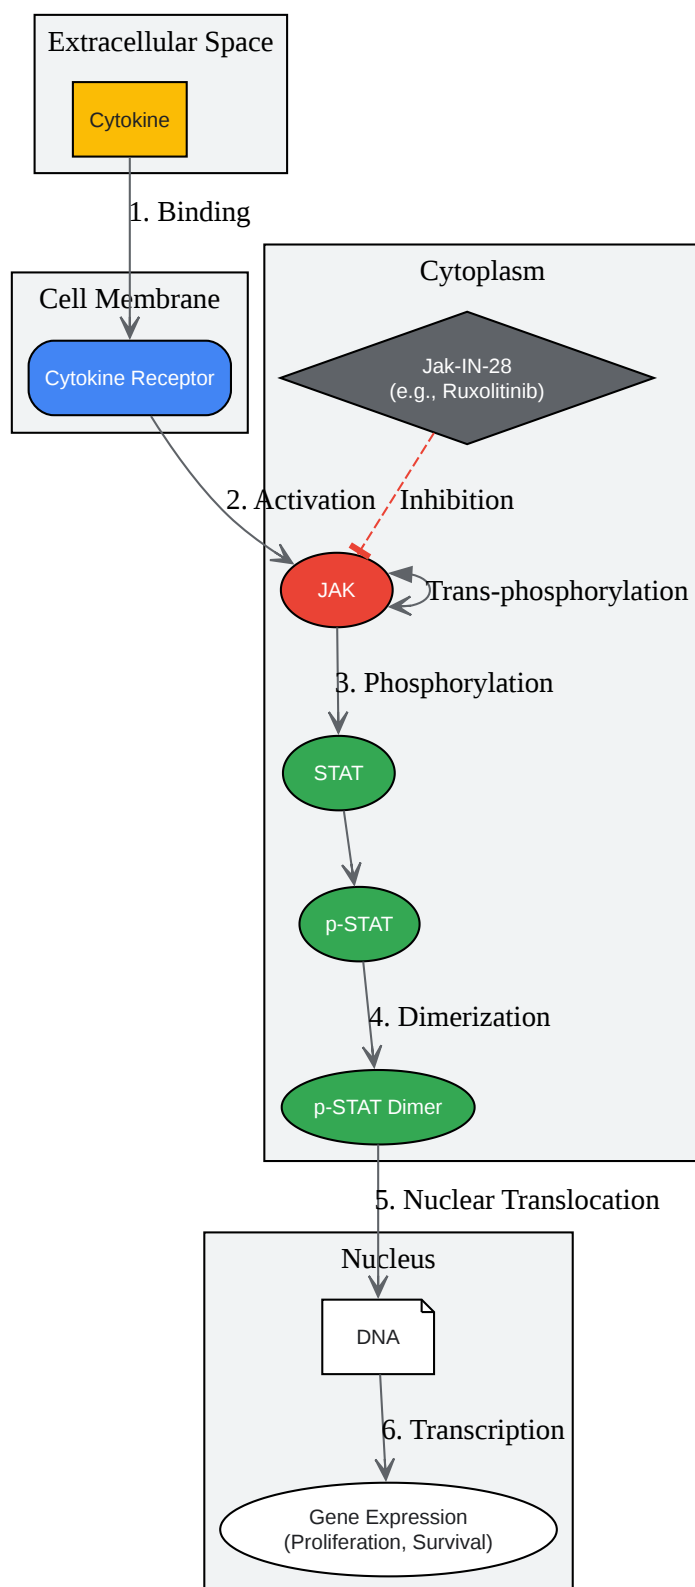 Extracellular Space
Cytokine
1. Binding
Cell Membrane
Cytokine Receptor
Cytoplasm
Jak-IN-28
(e.g., Ruxolitinib)
2. Activation
Inhibition
JAK
Trans-phosphorylation
3. Phosphorylation
STAT
p-STAT
4. Dimerization
p-STAT Dimer
5. Nuclear Translocation
Nucleus
DNA
6. Transcription
Gene Expression
(Proliferation, Survival)